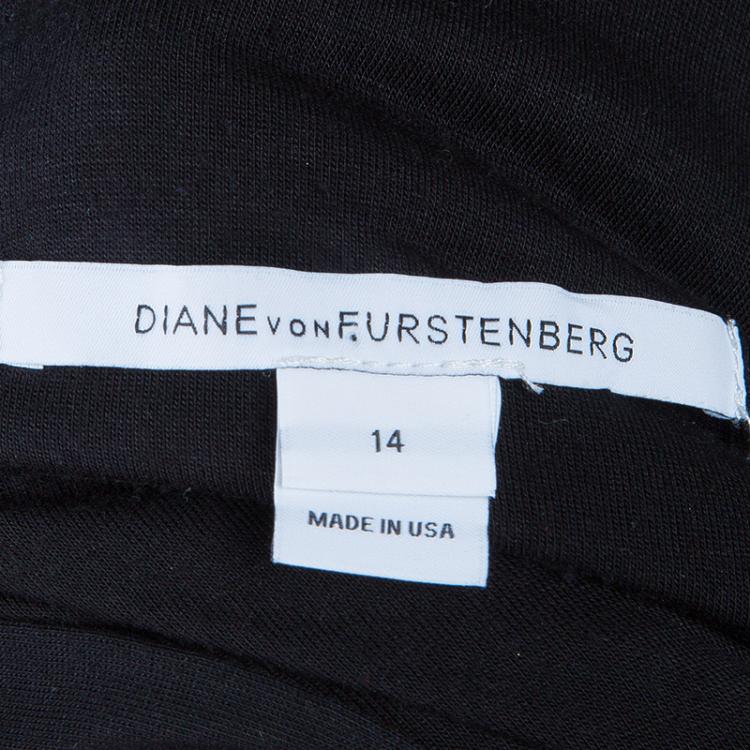 DIANE VON FURSTENBERG
14
MADE IN USA